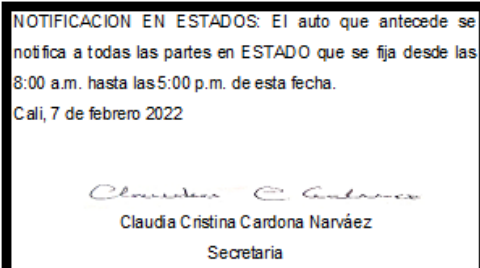 NOTIFICACION EN ESTADOS: El auto que antecede se
notifica a todas las partes en ESTADO que se fija desde las
8:00 a.m. hasta las 5:00 p.m. de esta fecha.
Cali, 7 de febrero 2022
Claudia Cristina Cardona Narváez
Secretaria